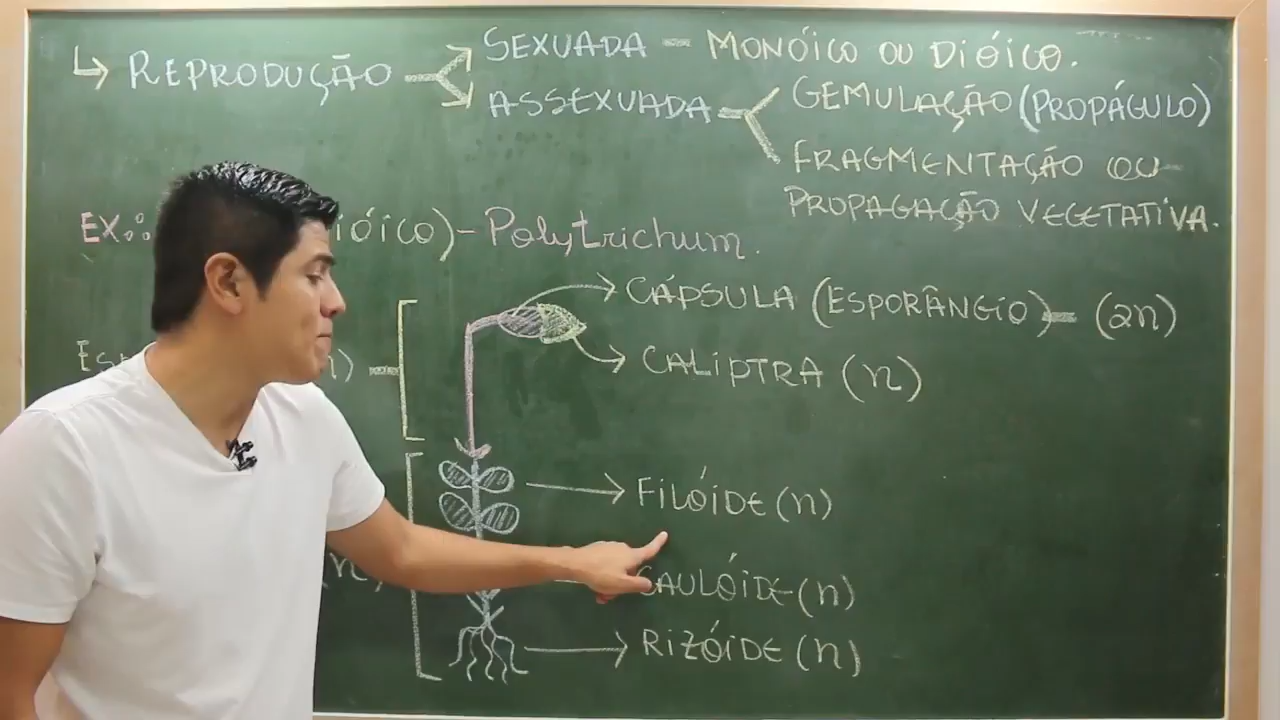 ↳ REPRODUÇÃO
SEXUADA - MONÓICO OU DIÓICO.
ASSEXUADA
GEMULAÇÃO (PROPÁGULO)
FRAGMENTAÇÃO OU
PROPAGAÇÃO VEGETATIVA.
EX.: IÓICO) - Polytrichum.
CÁPSULA (ESPORÂNGIO) - (2n)
CALIPTRA (n)
FILÓIDE (n)
CAULÓIDE (n)
RIZÓIDE (n)